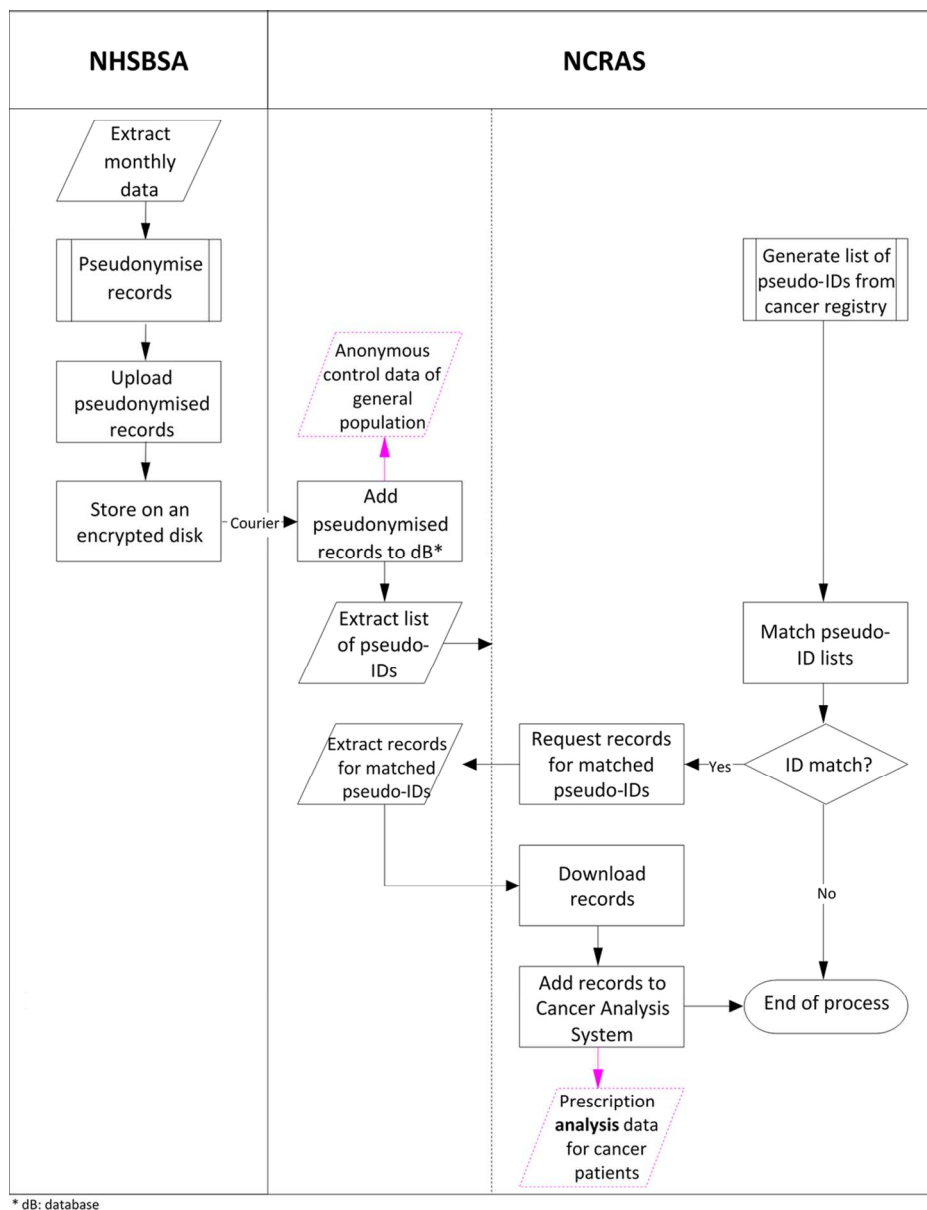 NHSBSA
NCRAS
Extract
monthly
data
Pseudonymise
records
Upload
pseudonymised
records
Store on an
encrypted disk
Courier
Anonymous
control data of
general
population
Add
pseudonymised
records to dB*
Extract list
of pseudo-
IDs
Generate list of
pseudo-IDs from
cancer registry
Match pseudo-
ID lists
ID match?
Yes
Request records
for matched
pseudo-IDs
Extract records
for matched
pseudo-IDs
Download
records
No
Add records to
Cancer Analysis
System
End of process
Prescription
analysis data
for cancer
patients
* dB: database